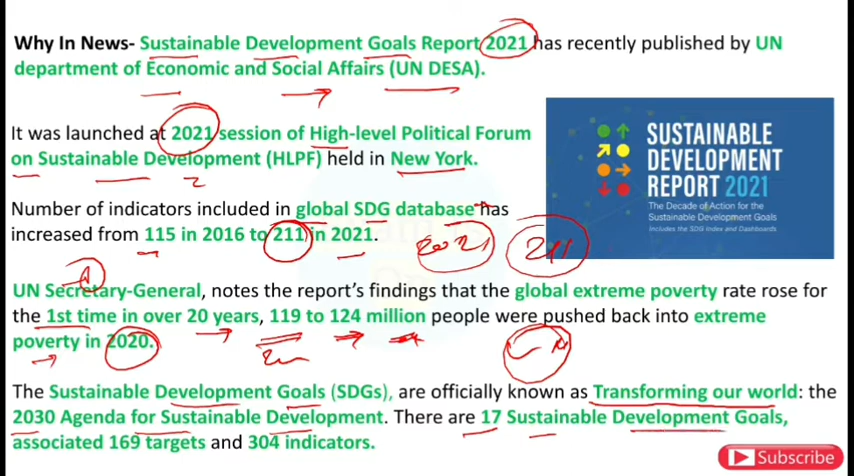 Why In News- Sustainable Development Goals Report 2021 has recently published by UN
department of Economic and Social Affairs (UN DESA).
It was launched at 2021 session of High-level Political Forum
on Sustainable Development (HLPF) held in New York.
SUSTAINABLE
DEVELOPMENT
REPORT 2021
The Decade of Action for the
Sustainable Development Goals
Includes the SDG Index and Dashboards
Number of indicators included in global SDG database has
increased from 115 in 2016 to 211 in 2021.
2021
211
UN Secretary-General, notes the report's findings that the global extreme poverty rate rose for
the 1st time in over 20 years, 119 to 124 million people were pushed back into extreme
poverty in 2020.
The Sustainable Development Goals (SDGs), are officially known as Transforming our world: the
2030 Agenda for Sustainable Development. There are 17 Sustainable Development Goals,
associated 169 targets and 304 indicators.
Subscribe